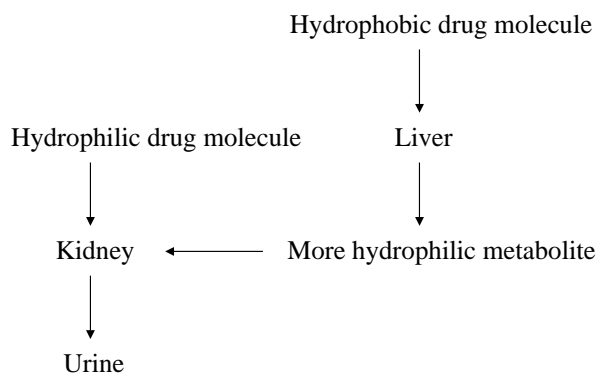 Hydrophobic drug molecule
Hydrophilic drug molecule
Liver
Kidney
More hydrophilic metabolite
Urine